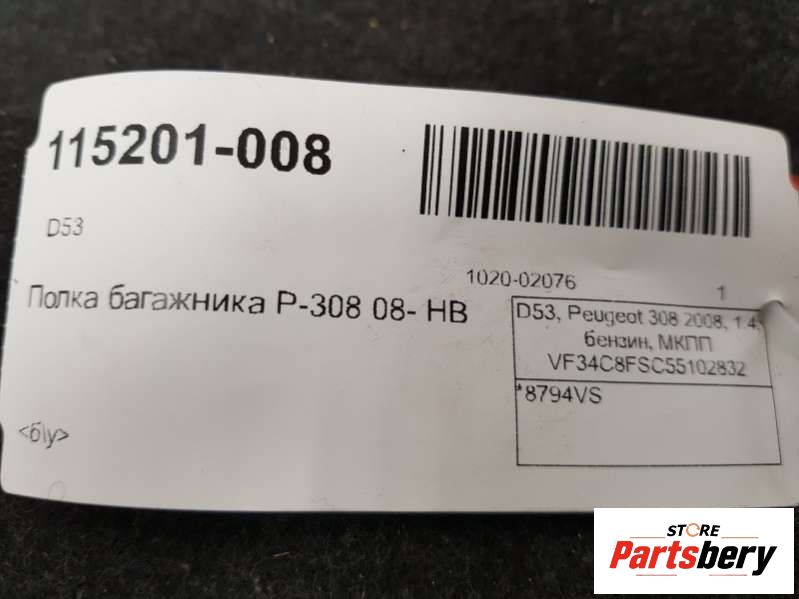 115201-008
D53
Полка багажника P-308 08- HB
<б\у>
1020-02076 1
D53, Peugeot 308 2008, 1.4,
бензин, МКПП
VF34C8FSC55102832
*8794VS
STORE
Partsbery